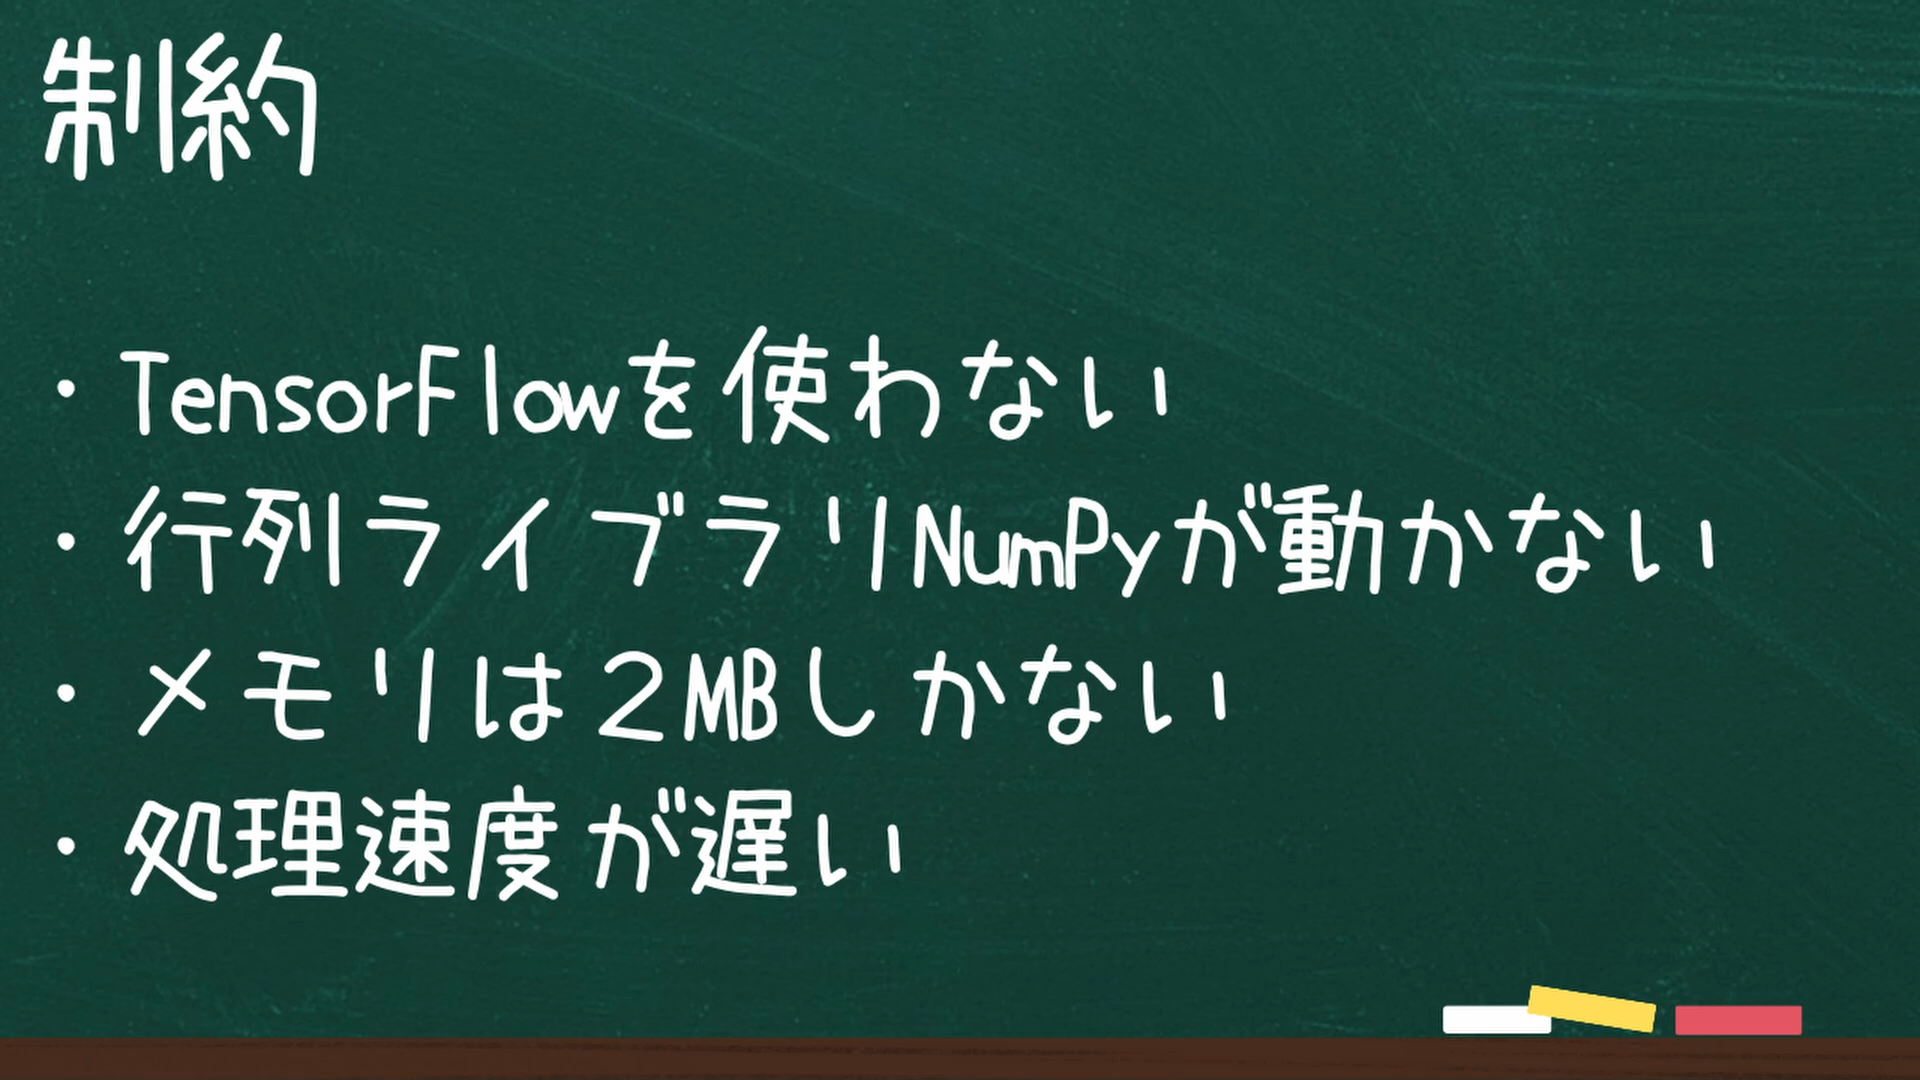 制約
・TensorFlowを使わない
・行列ライブラリNumPyが動かない
・メモリは２MBしかない
・処理速度が遅い